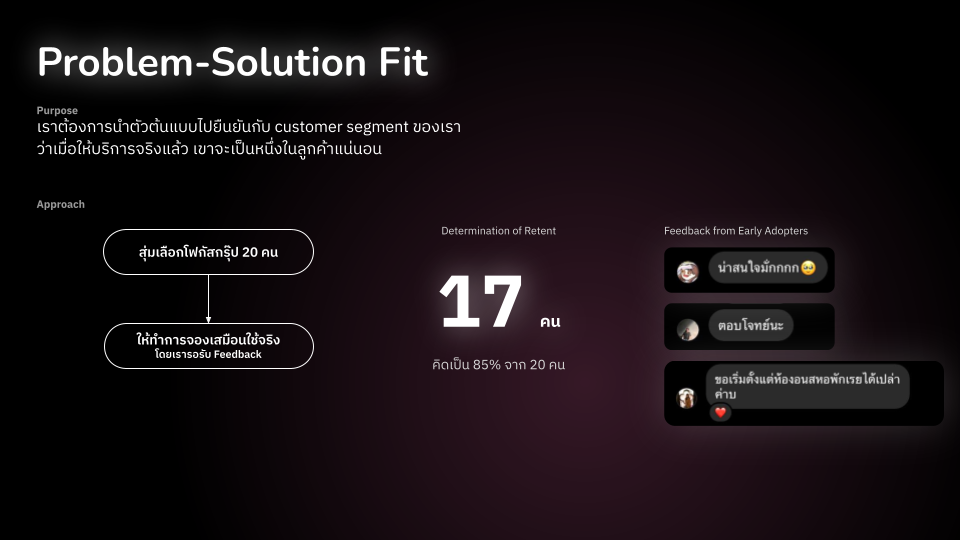 Problem-Solution Fit
Purpose
เราต้องการนำตัวต้นแบบไปยืนยันกับ customer segment ของเรา
ว่าเมื่อให้บริการจริงแล้ว เขาจะเป็นหนึ่งในลูกค้าแน่นอน
Approach
สุ่มเลือกโฟกัสกรุ๊ป 20 คน
ให้ทำการจองเสมือนใช้จริง
โดยเรารอรับ Feedback
Determination of Retent
17 คน
คิดเป็น 85% จาก 20 คน
Feedback from Early Adopters
น่าสนใจมั่กกกก🥹
ตอบโจทย์นะ
ขอเริ่มตั้งแต่ห้องอนสหอพักเรยได้เปล่า
ค่าบ
❤️